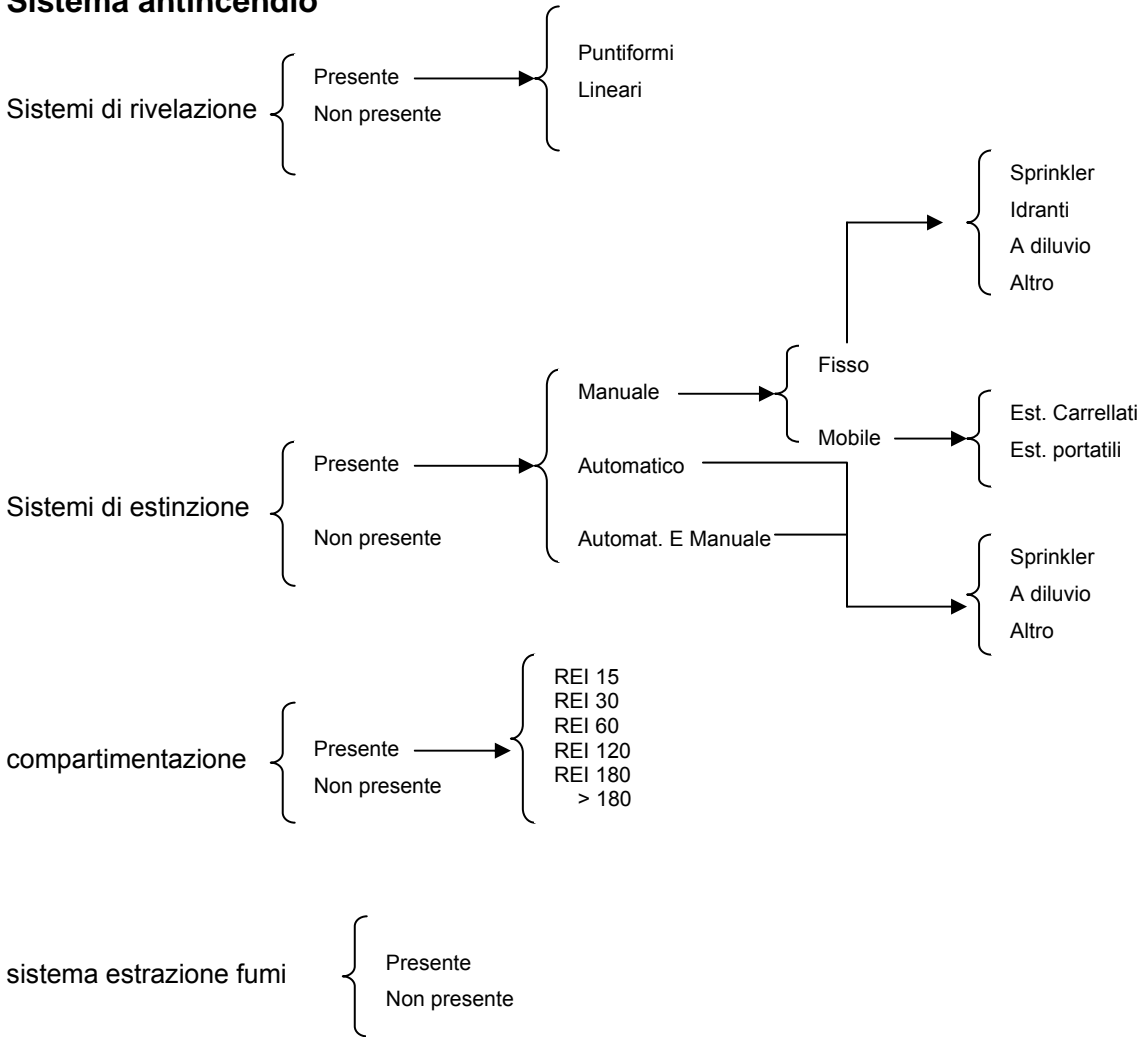 Sistema antincendio
Sistemi di rivelazione
Presente
Non presente
Puntiformi
Lineari
Sistemi di estinzione
Presente
Non presente
Manuale
Automatico
Automat. E Manuale
Fisso
Mobile
Sprinkler
Idranti
A diluvio
Altro
Est. Carrellati
Est. portatili
Sprinkler
A diluvio
Altro
compartimentazione
Presente
Non presente
REI 15
REI 30
REI 60
REI 120
REI 180
> 180
sistema estrazione fumi
Presente
Non presente